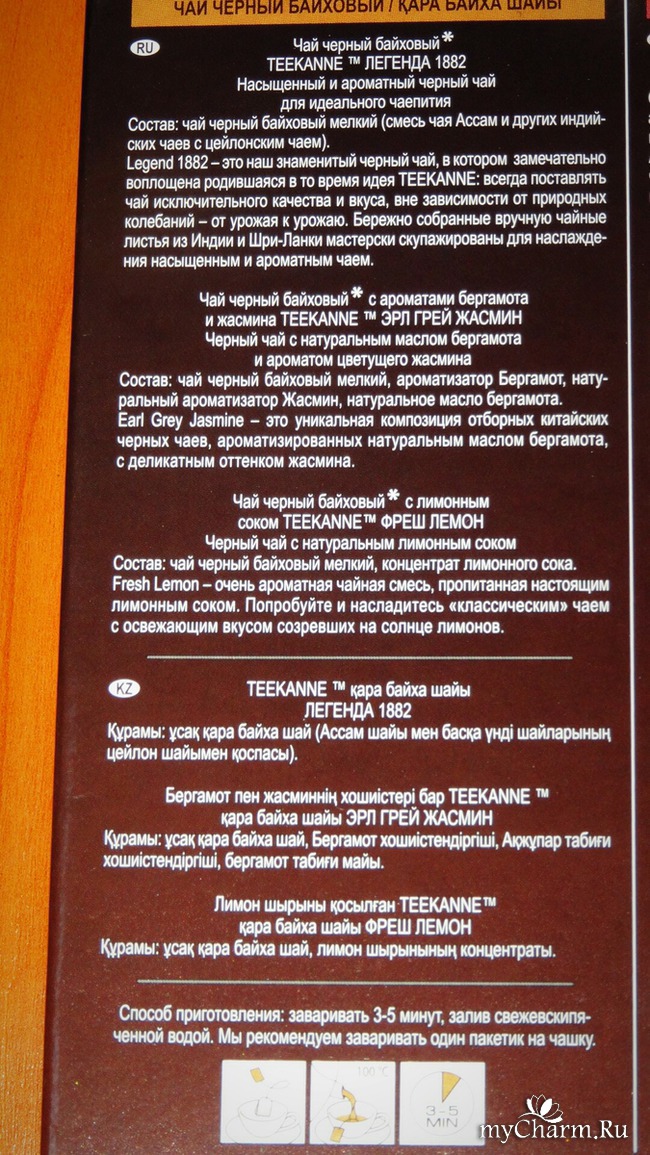 ЧАЙ ЧЕРНЫЙ БАЙХОВЫЙ / ҚАРА БАЙХА ШАЙЫ
RU
Чай черный байховый*
TEEKANNE ™ ЛЕГЕНДА 1882
Насыщенный и ароматный черный чай
для идеального чаепития
Состав: чай черный байховый мелкий (смесь чая Ассам и других индий-
ских чаев с цейлонским чаем).
Legend 1882 – это наш знаменитый черный чай, в котором замечательно
воплощена родившаяся в то время идея TEEKANNE: всегда поставлять
чай исключительного качества и вкуса, вне зависимости от природных
колебаний – от урожая к урожаю. Бережно собранные вручную чайные
листья из Индии и Шри-Ланки мастерски скупажированы для наслажде-
ния насыщенным и ароматным чаем.
Чай черный байховый* с ароматами бергамота
и жасмина TEEKANNE ™ ЭРЛ ГРЕЙ ЖАСМИН
Черный чай с натуральным маслом бергамота
и ароматом цветущего жасмина
Состав: чай черный байховый мелкий, ароматизатор Бергамот, нату-
ральный ароматизатор Жасмин, натуральное масло бергамота.
Earl Grey Jasmine – это уникальная композиция отборных китайских
черных чаев, ароматизированных натуральным маслом бергамота,
с деликатным оттенком жасмина.
Чай черный байховый* с лимонным
соком TEEKANNE™ ФРЕШ ЛЕМОН
Черный чай с натуральным лимонным соком
Состав: чай черный байховый мелкий, концентрат лимонного сока.
Fresh Lemon – очень ароматная чайная смесь, пропитанная настоящим
лимонным соком. Попробуйте и насладитесь «классическим» чаем
с освежающим вкусом созревших на солнце лимонов.
KZ
TEEKANNE ™ қара байха шайы
ЛЕГЕНДА 1882
Құрамы: ұсақ қара байха шай (Ассам шайы мен басқа үнді шайларының
цейлон шайымен қоспасы).
Бергамот пен жасминнің хошиістері бар TEEKANNE ™
қара байха шайы ЭРЛ ГРЕЙ ЖАСМИН
Құрамы: ұсақ қара байха шай, Бергамот хошиістендіргіші, Ақжұпар табиғи
хошиістендіргіші, бергамот табиғи майы.
Лимон шырыны қосылған TEEKANNE™
қара байха шайы ФРЕШ ЛЕМОН
Құрамы: ұсақ қара байха шай, лимон шырынының концентраты.
Способ приготовления: заваривать 3-5 минут, залив свежевскипя-
ченной водой. Мы рекомендуем заваривать один пакетик на чашку.
100 °C
3–5
MIN
myCharm.Ru